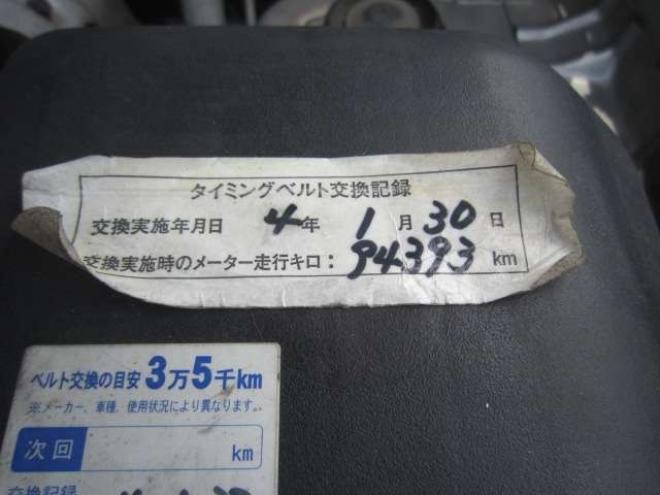 タイミングベルト交換記録
交換実施年月日 4年 1月 30日
交換実施時のメーター走行キロ: 94393 km
ベルト交換の目安 3万5千km
※メーカー、車種、使用状況により異なります。
次回 km
交換記録